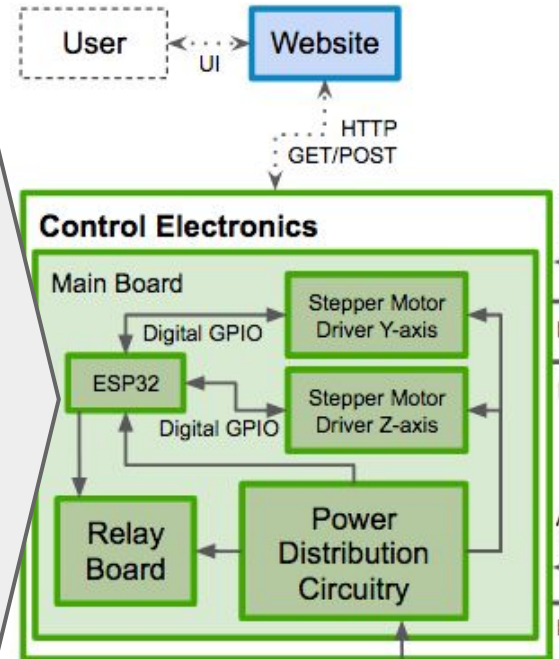 User
UI
Website
HTTP
GET/POST
Control Electronics
Main Board
Stepper Motor
Driver Y-axis
Digital GPIO
ESP32
Stepper Motor
Driver Z-axis
Digital GPIO
Relay
Board
Power
Distribution
Circuitry